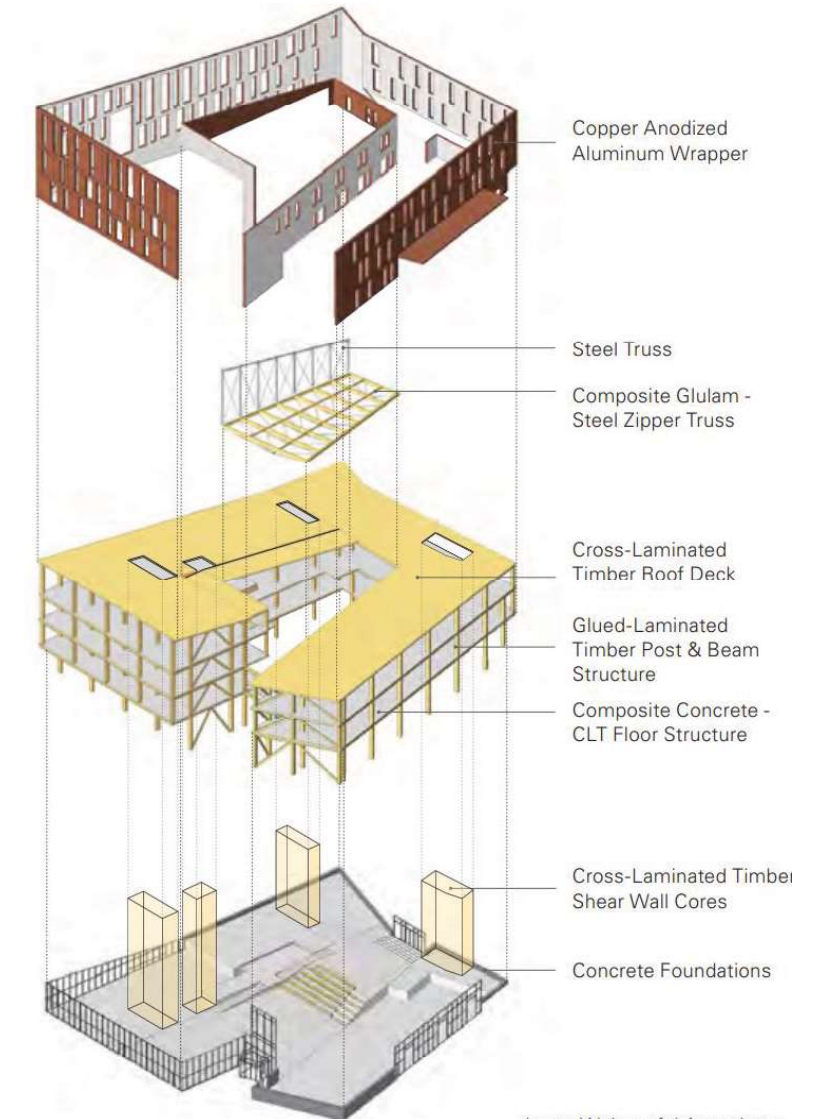 Copper Anodized
Aluminum Wrapper
Steel Truss
Composite Glulam -
Steel Zipper Truss
Cross-Laminated
Timber Roof Deck
Glued-Laminated
Timber Post & Beam
Structure
Composite Concrete -
CLT Floor Structure
Cross-Laminated Timber
Shear Wall Cores
Concrete Foundations